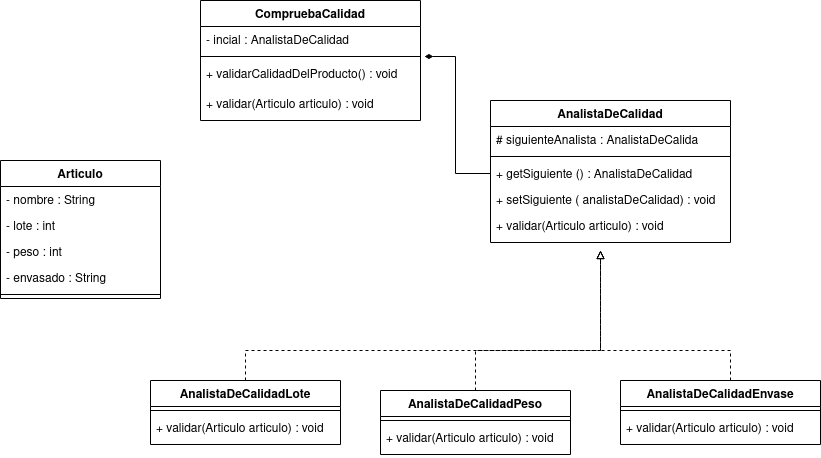 CompruebaCalidad
- incial : AnalistaDeCalidad
+ validarCalidadDelProducto() : void
+ validar(Articulo articulo) : void
AnalistaDeCalidad
# siguienteAnalista : AnalistaDeCalida
+ getSiguiente () : AnalistaDeCalidad
+ setSiguiente ( analistaDeCalidad) : void
+ validar(Articulo articulo) : void
Articulo
- nombre : String
- lote : int
- peso : int
- envasado : String
AnalistaDeCalidadLote
+ validar(Articulo articulo) : void
AnalistaDeCalidadPeso
+ validar(Articulo articulo) : void
AnalistaDeCalidadEnvase
+ validar(Articulo articulo) : void